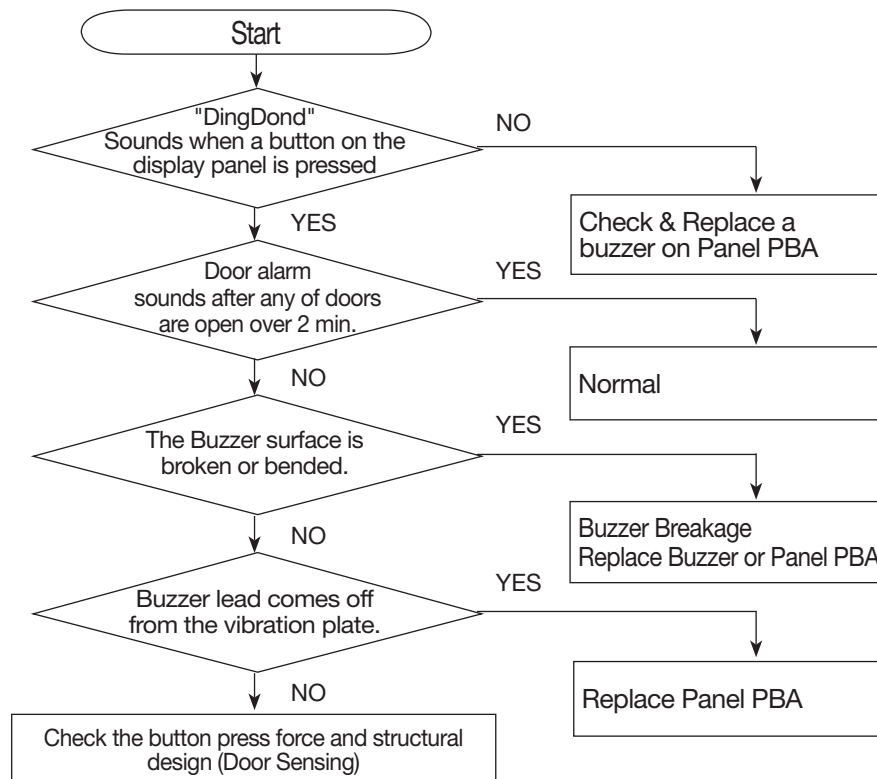 Start
"DingDond"
Sounds when a button on the
display panel is pressed
NO
Check & Replace a
buzzer on Panel PBA
YES
Door alarm
sounds after any of doors
are open over 2 min.
YES
Normal
NO
The Buzzer surface is
broken or bended.
YES
Buzzer Breakage
Replace Buzzer or Panel PBA
NO
Buzzer lead comes off
from the vibration plate.
YES
Replace Panel PBA
NO
Check the button press force and structural
design (Door Sensing)